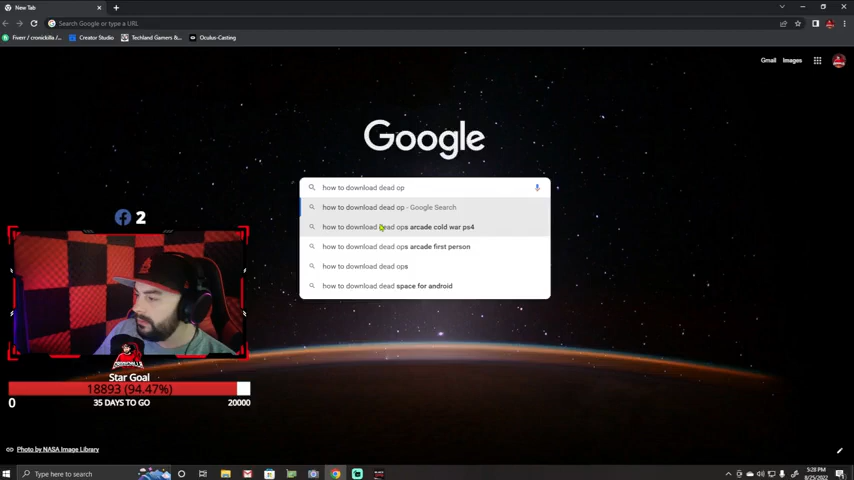 New Tab
Search Google or type a URL
Fiverr / cronickilla /...
Creator Studio
Techland Gamers &...
Oculus-Casting
Gmail
Images
Google
how to download dead op
how to download dead op - Google Search
how to download dead ops arcade cold war ps4
how to download dead ops arcade first person
how to download dead ops
how to download dead space for android
2
Star Goal
18893 (94.47%)
0
35 DAYS TO GO
20000
Photo by NASA Image Library
Type here to search
5:28 PM
8/25/2022